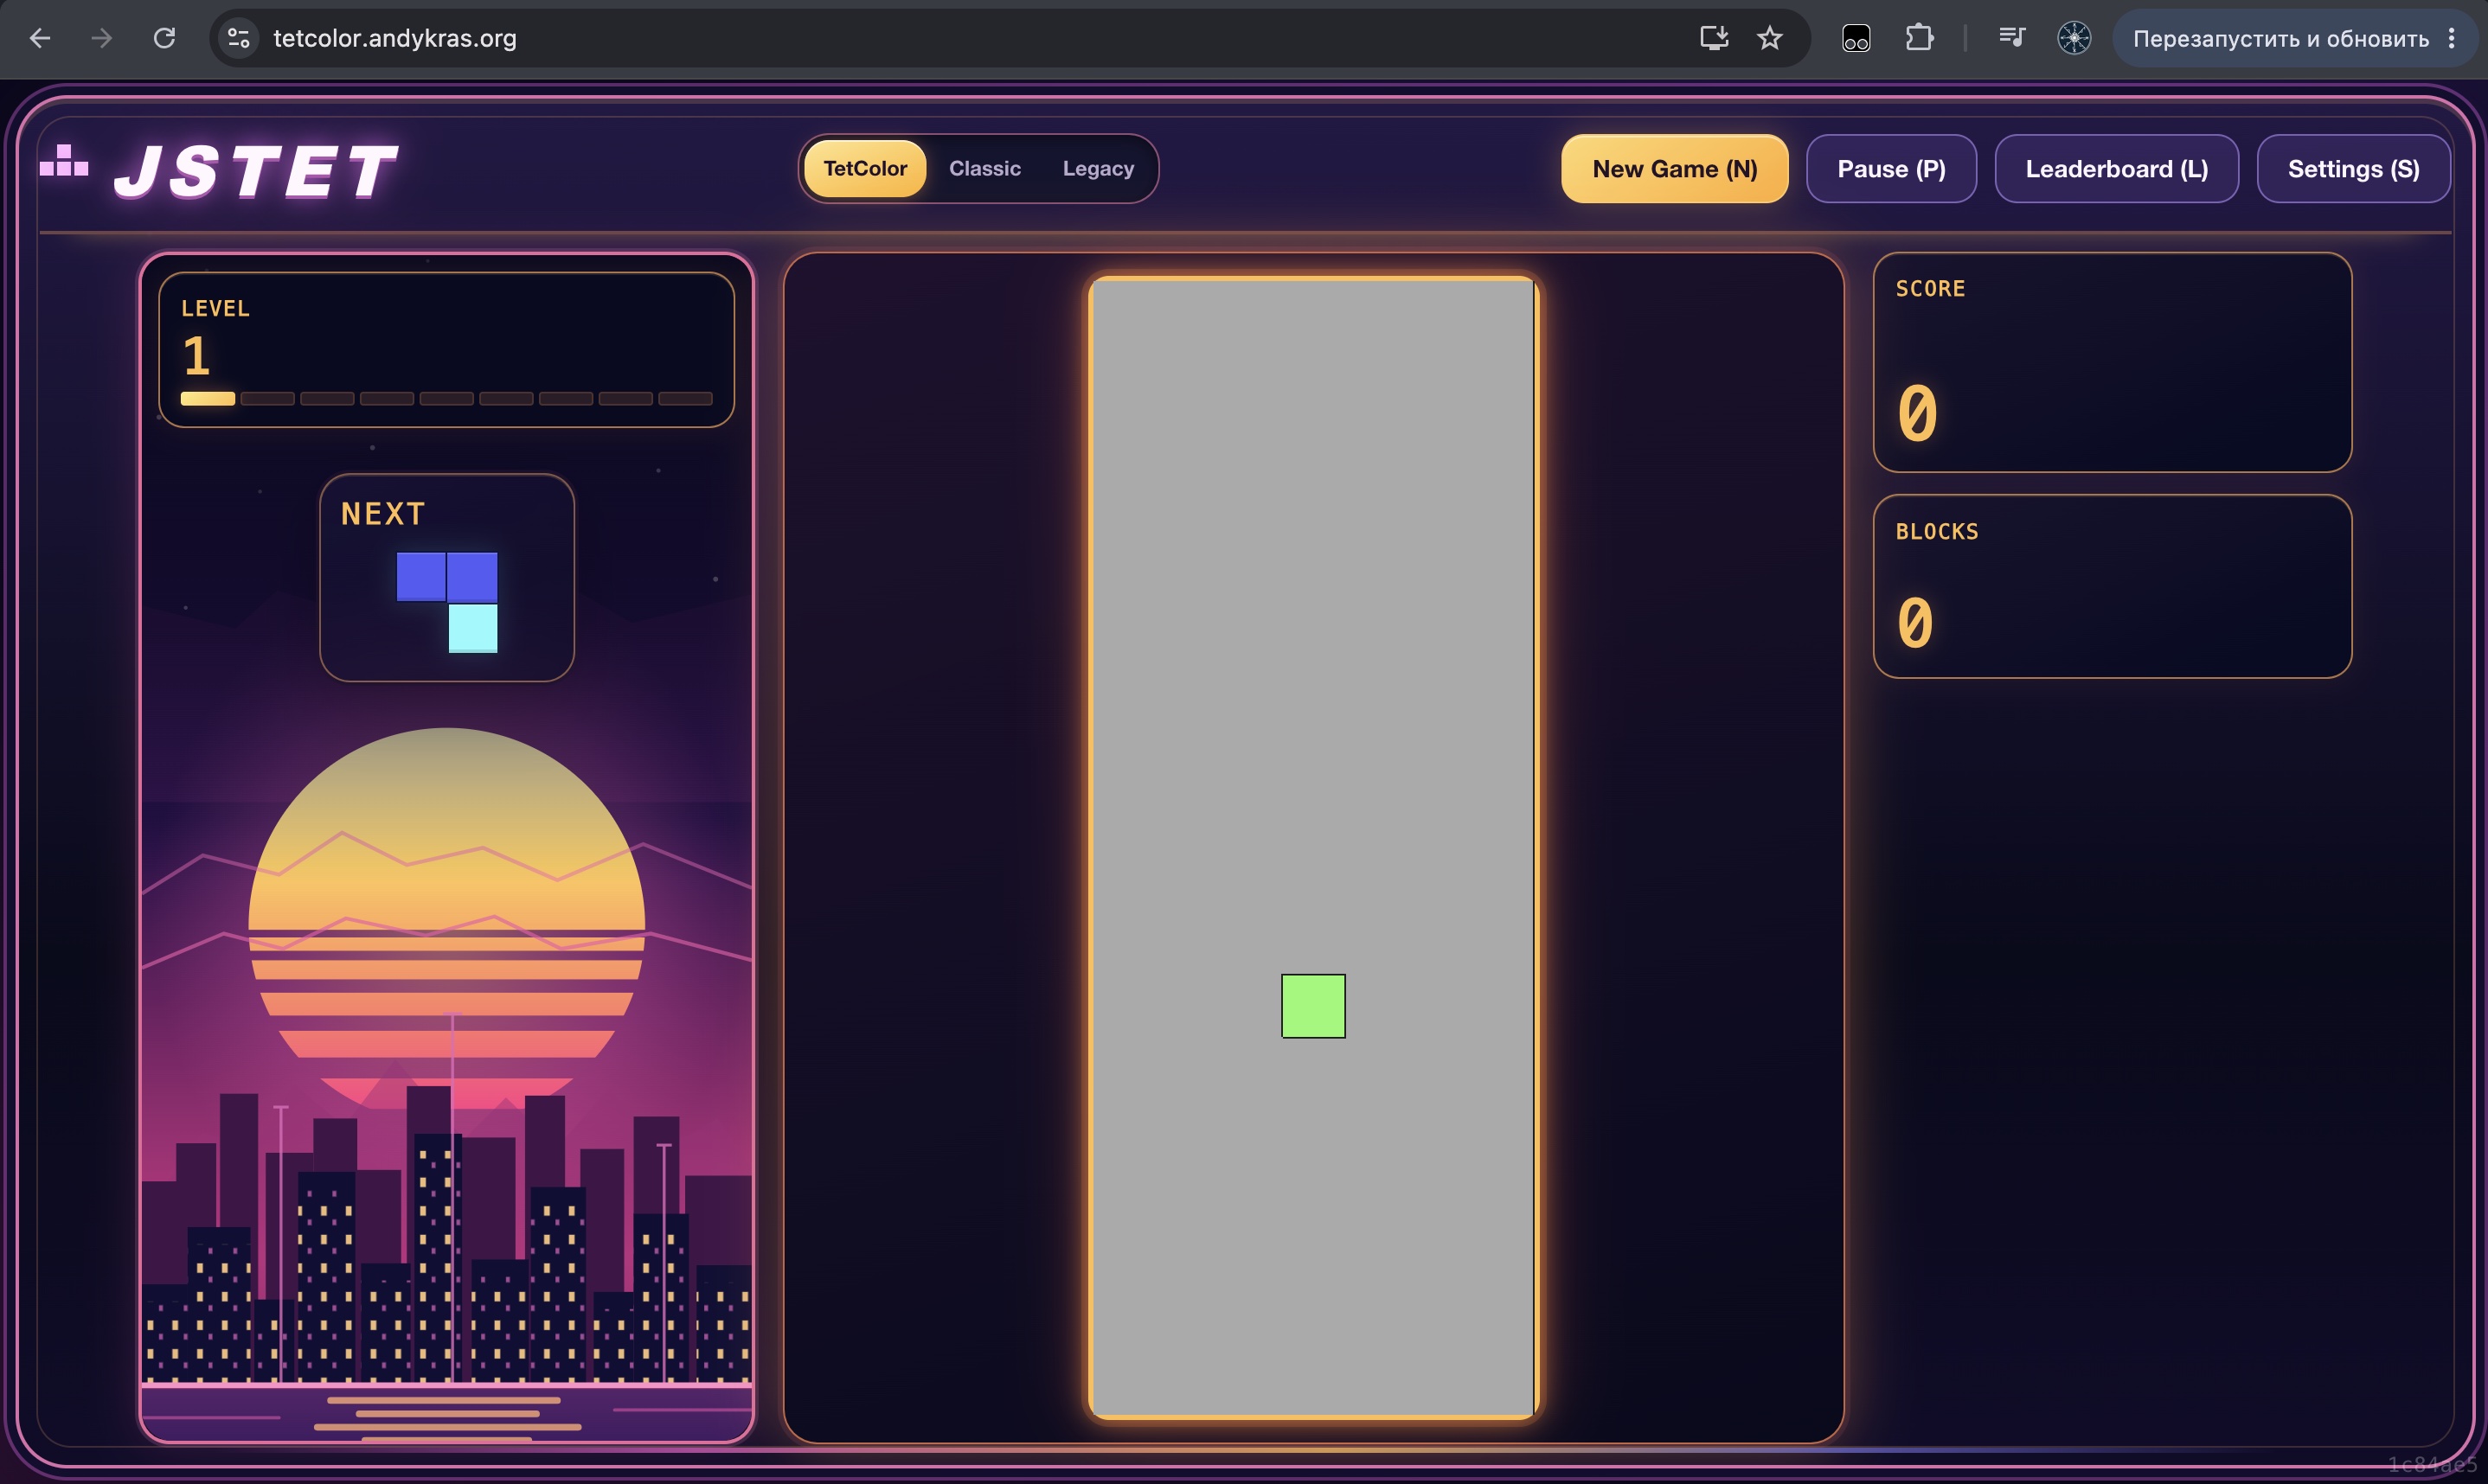 tetcolor.andykras.org
Перезапустить и обновить
JSTET
TetColor Classic Legacy
New Game (N) Pause (P) Leaderboard (L) Settings (S)
LEVEL
1
NEXT
SCORE
0
BLOCKS
0
1c84ae5